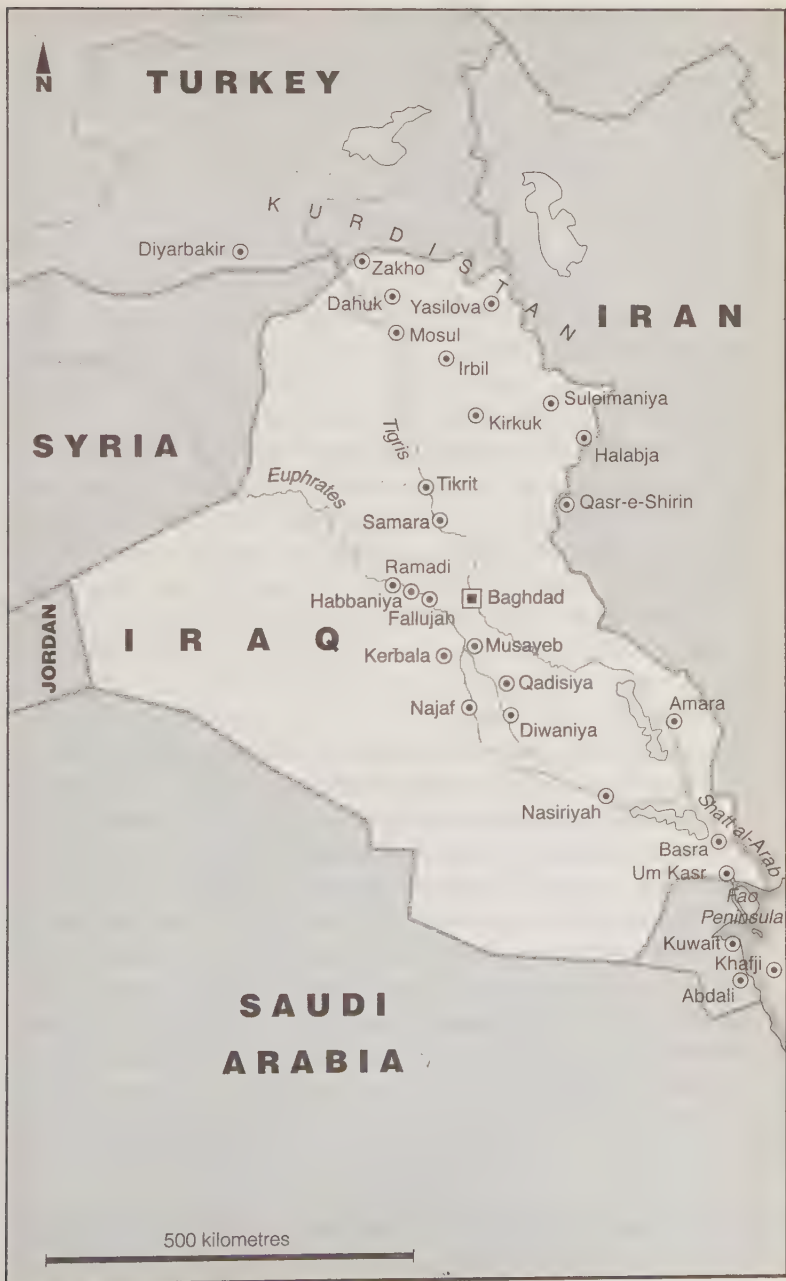 N
TURKEY
KURDISTAN
Diyarbakir
Zakho
Dahuk
Yasilova
IRAN
Mosul
Irbil
Suleimaniya
Kirkuk
SYRIA
Tigris
Halabja
Euphrates
Tikrit
Qasr-e-Shirin
Samara
Ramadi
Habbaniya
Baghdad
Fallujah
JORDAN
IRAQ
Musayeb
Kerbala
Qadisiya
Najaf
Amara
Diwaniya
Nasiriyah
Shatt al-Arab
Basra
Um Kasr
Fao
Peninsula
Kuwait
Khafji
Abdali
SAUDI
ARABIA
500 kilometres